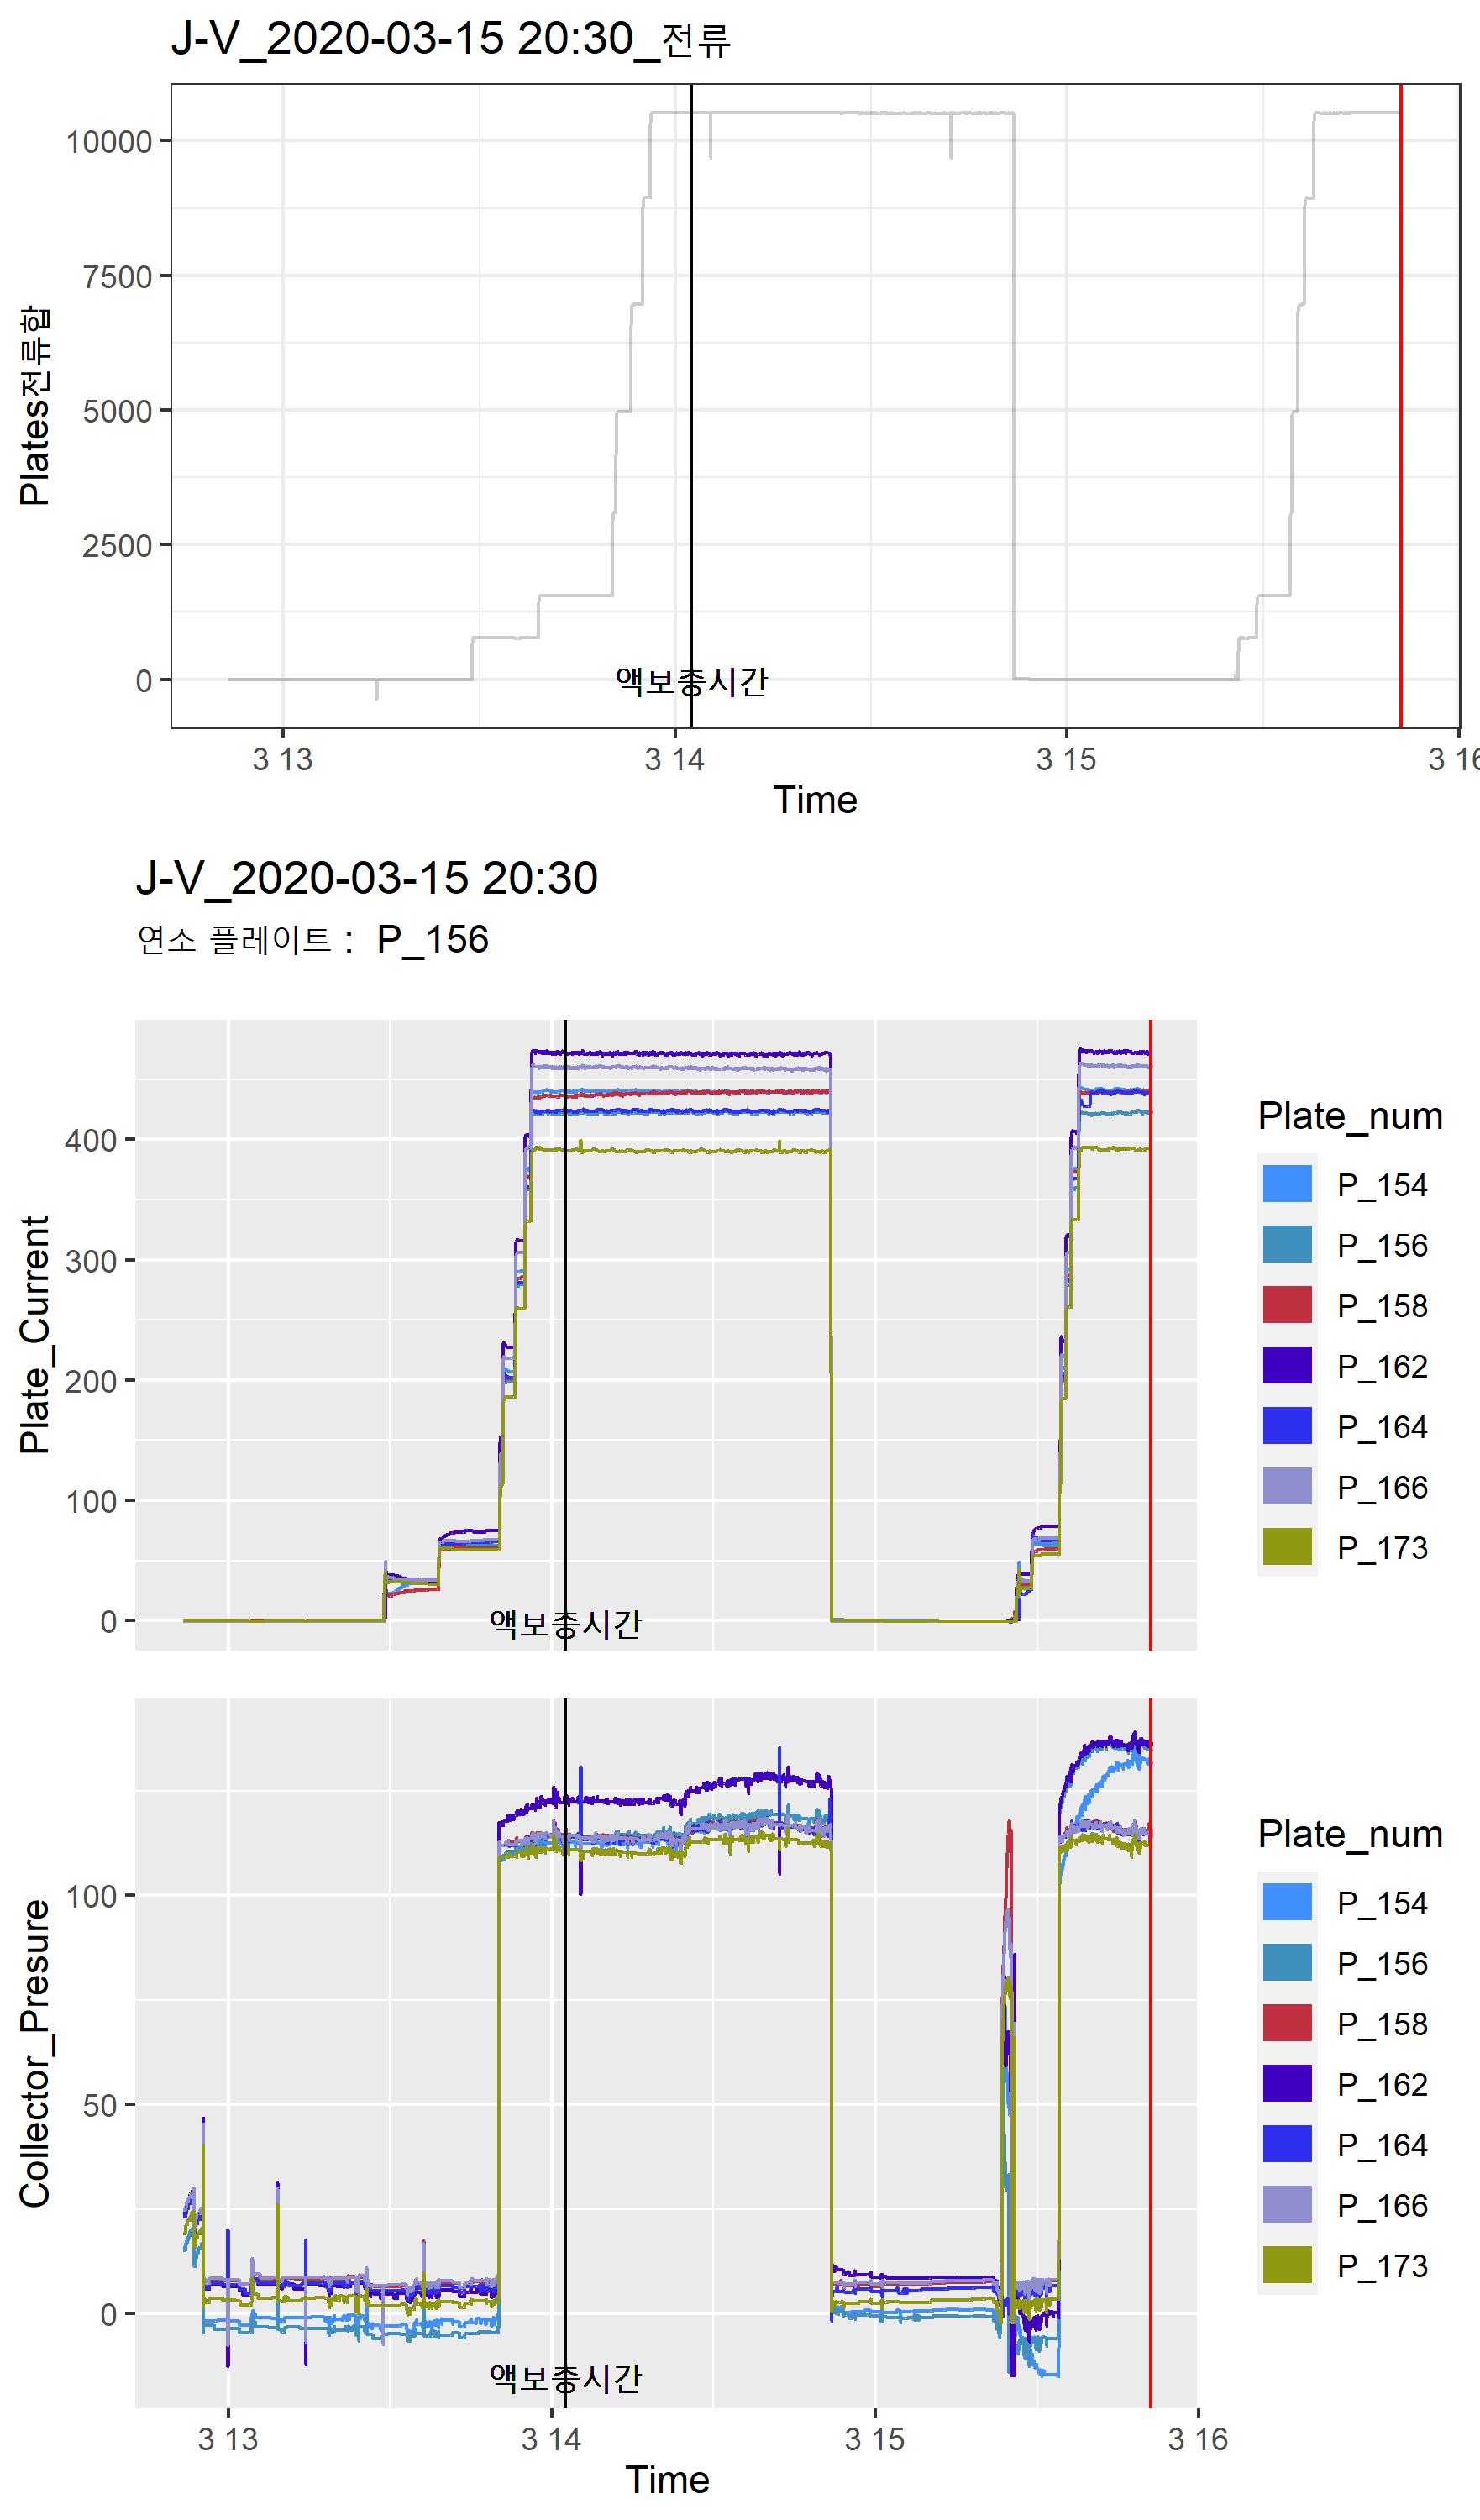 J-V_2020-03-15 20:30_전류
Plates전류합
10000
7500
5000
2500
0
액보충시간
3 13
3 14
3 15
3 16
Time
J-V_2020-03-15 20:30
연소 플레이트 : P_156
Plate_Current
400
300
200
100
0
액보충시간
Plate_num
P_154
P_156
P_158
P_162
P_164
P_166
P_173
Collector_Presure
100
50
0
액보충시간
3 13
3 14
3 15
3 16
Time
Plate_num
P_154
P_156
P_158
P_162
P_164
P_166
P_173